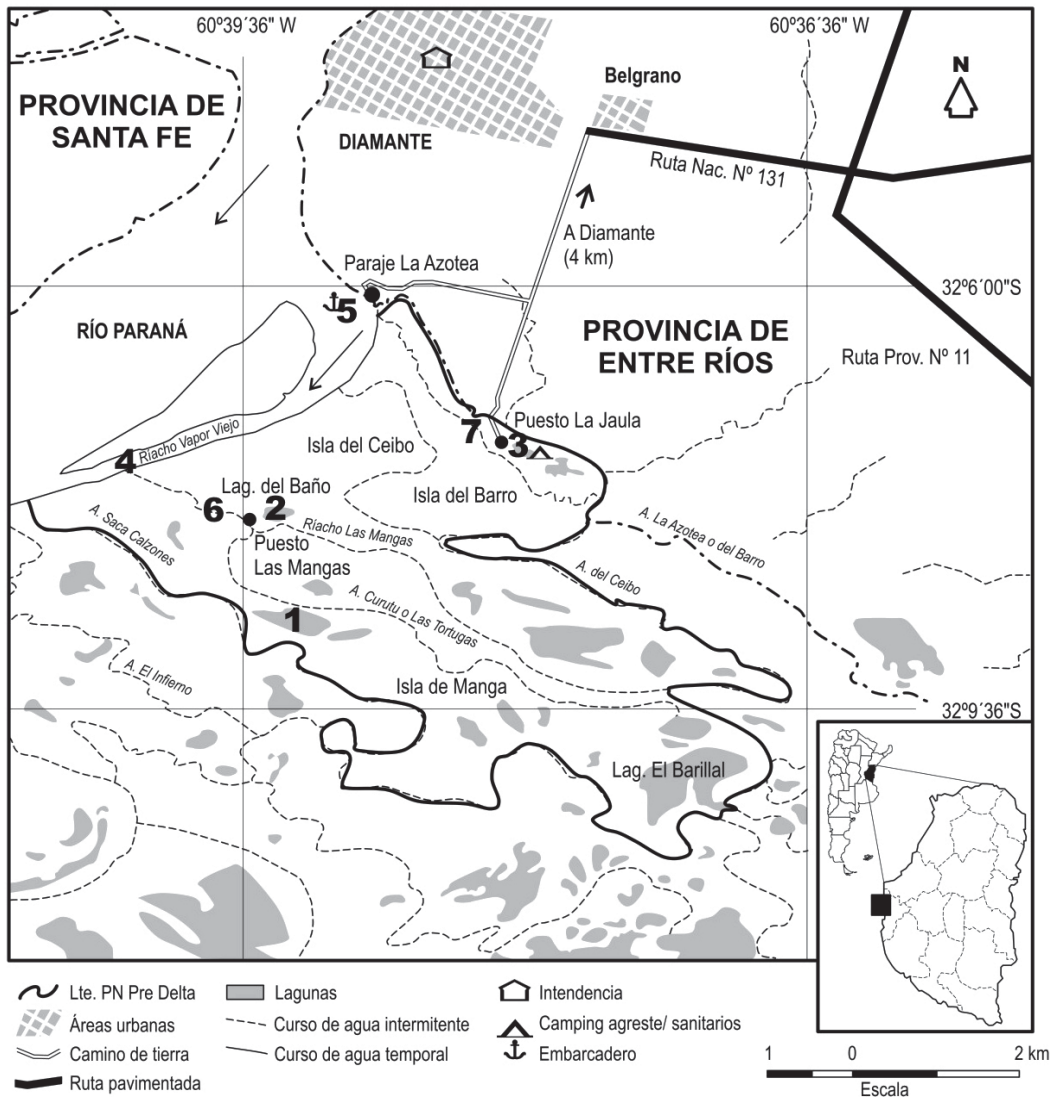 60º39´36" W
60º36´36" W
N
PROVINCIA DE
SANTA FE
Belgrano
DIAMANTE
Ruta Nac. Nº 131
A Diamante
(4 km)
Paraje La Azotea
32º6´00"S
5
RÍO PARANÁ
PROVINCIA DE
ENTRE RÍOS
Ruta Prov. Nº 11
Puesto La Jaula
7
3
Riacho Vapor Viejo
4
Isla del Ceibo
Lag. del Baño
Isla del Barro
6
2
A. Saca Calzones
Riacho Las Mangas
A. La Azotea o del Barro
Puesto
Las Mangas
A. del Ceibo
1
A. Curutu o Las Tortugas
A. El Infierno
Isla de Manga
32º9´36"S
Lag. El Barillal
Lte. PN Pre Delta
Lagunas
Intendencia
Áreas urbanas
Curso de agua intermitente
Camping agreste/ sanitarios
Camino de tierra
Curso de agua temporal
Embarcadero
Ruta pavimentada
1 0 2 km
Escala